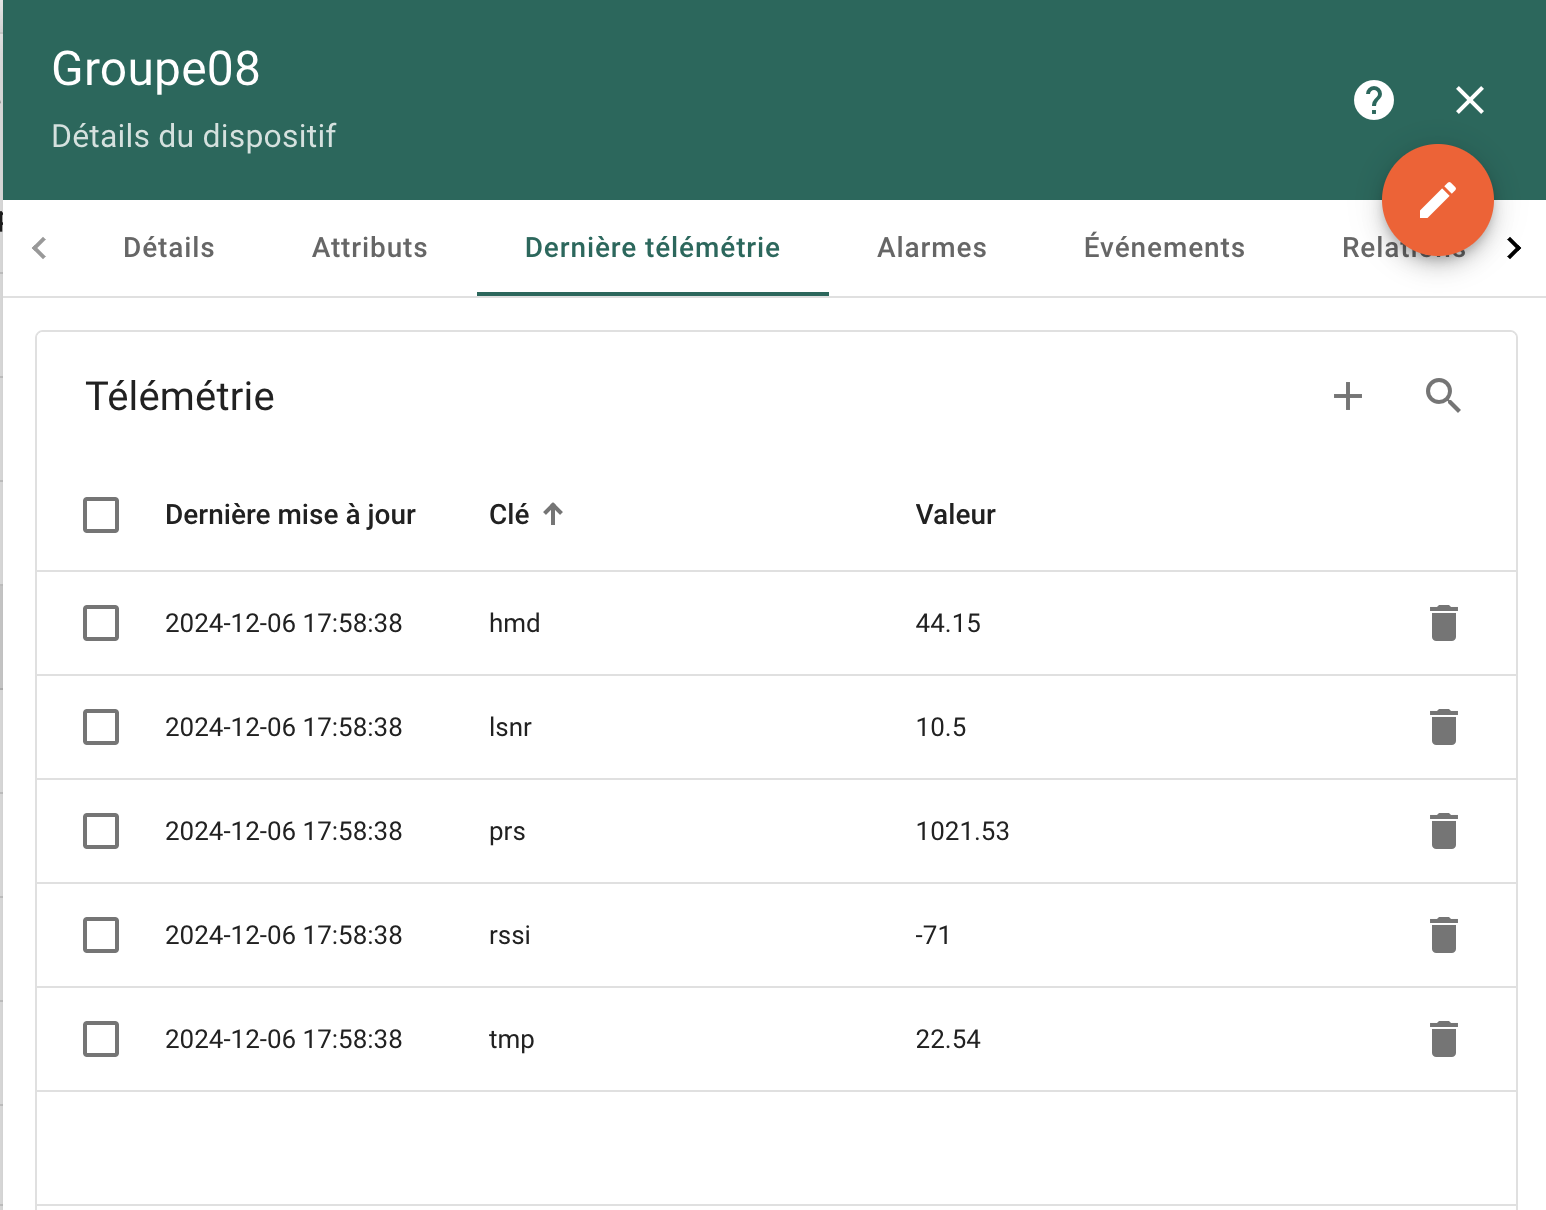 Groupe08
Détails du dispositif
Détails Attributs Dernière télémétrie Alarmes Événements
Télémétrie
Dernière mise à jour Clé Valeur
2024-12-06 17:58:38 hmd 44.15
2024-12-06 17:58:38 lsnr 10.5
2024-12-06 17:58:38 prs 1021.53
2024-12-06 17:58:38 rssi -71
2024-12-06 17:58:38 tmp 22.54